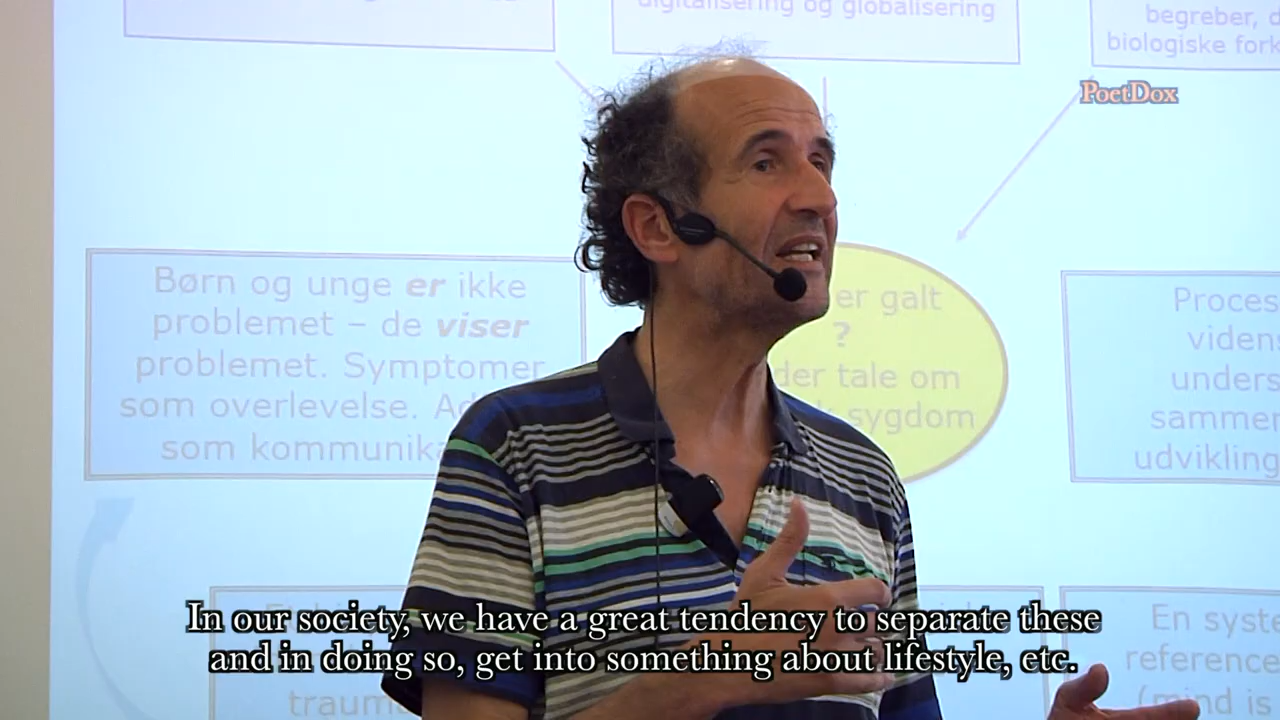 digitalisering og globalisering
begreber, d
biologiske fork
PoetDox
Børn og unge er ikke
problemet – de viser
problemet. Symptomer
som overlevelse. Ad
som kommunika
er galt
?
der tale om
sygdom
Proces
videns
unders
sammen
udvikling
In our society, we have a great tendency to separate these
and in doing so, get into something about lifestyle, etc.
traum
En syste
reference
(mind is